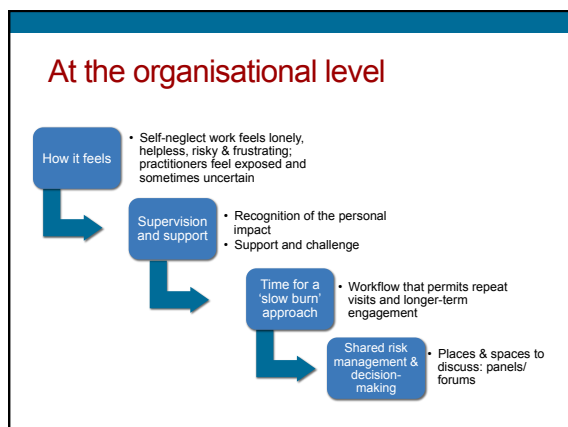 At the organisational level
How it feels
• Self-neglect work feels lonely,
helpless, risky & frustrating;
practitioners feel exposed and
sometimes uncertain
Supervision
and support
• Recognition of the personal
impact
• Support and challenge
Time for a
‘slow burn’
approach
• Workflow that permits repeat
visits and longer-term
engagement
Shared risk
management &
decision-
making
• Places & spaces to
discuss: panels/
forums